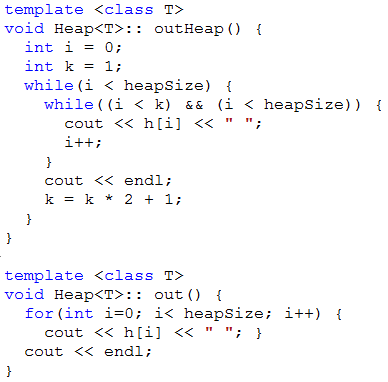 template <class T>
void Heap<T>:: outHeap() {
  int i = 0;
  int k = 1;
  while(i < heapSize) {
    while((i < k) && (i < heapSize)) {
      cout << h[i] << " ";
      i++;
    }
    cout << endl;
    k = k * 2 + 1;
  }
}

template <class T>
void Heap<T>:: out() {
  for(int i=0; i< heapSize; i++) {
    cout << h[i] << " "; }
  cout << endl;
}